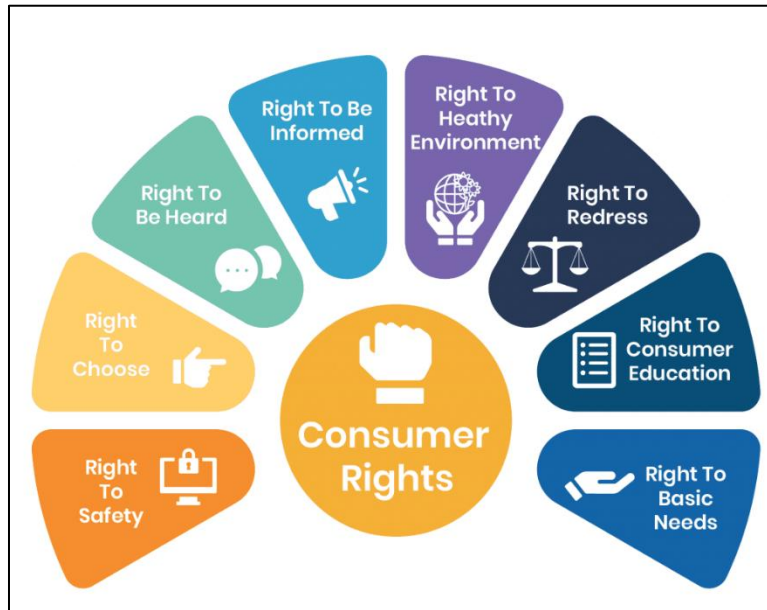 Right To Be
Informed
Right To
Heathy
Environment
Right To
Be Heard
Right To
Redress
Right
To
Choose
Right To
Consumer
Education
Consumer
Rights
Right
To
Safety
Right To
Basic
Needs